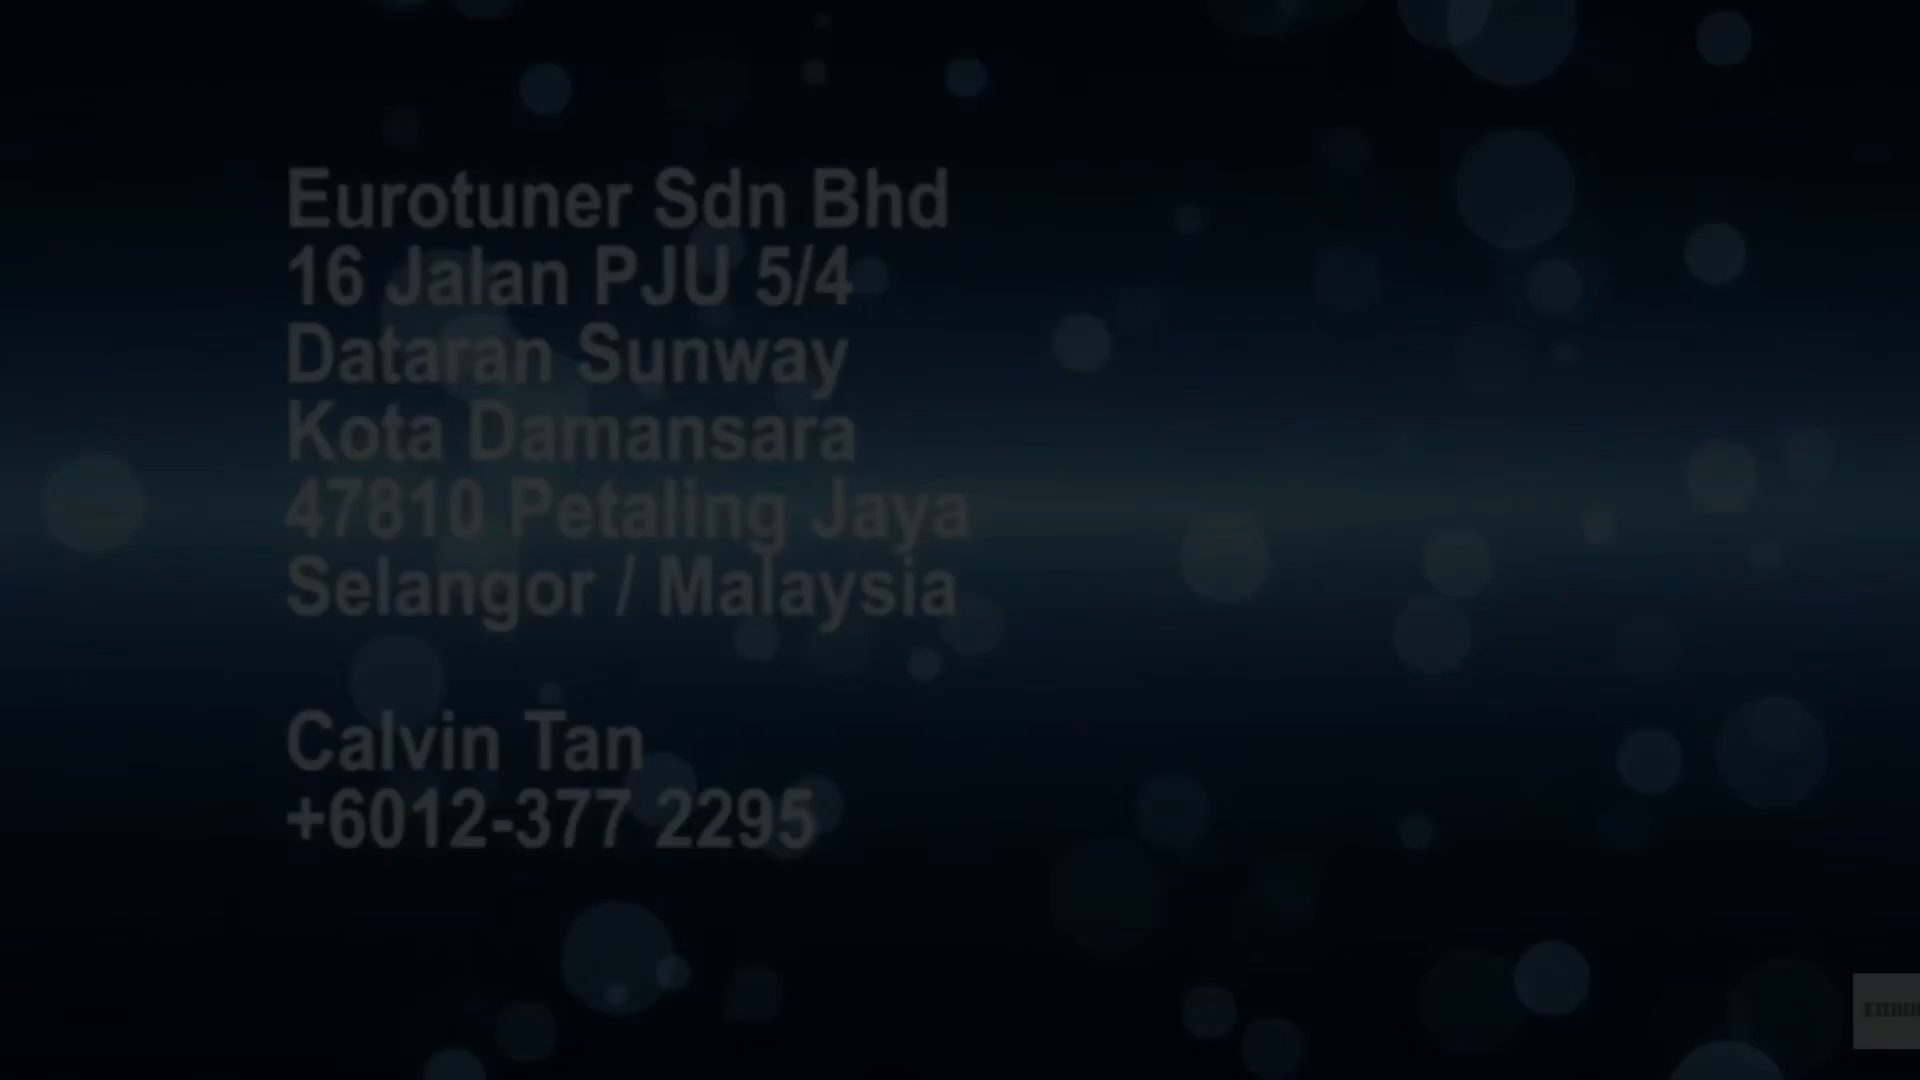 Eurotuner Sdn Bhd
16 Jalan PJU 5/4
Dataran Sunway
Kota Damansara
47810 Petaling Jaya
Selangor / Malaysia
Calvin Tan
+6012-377 2295